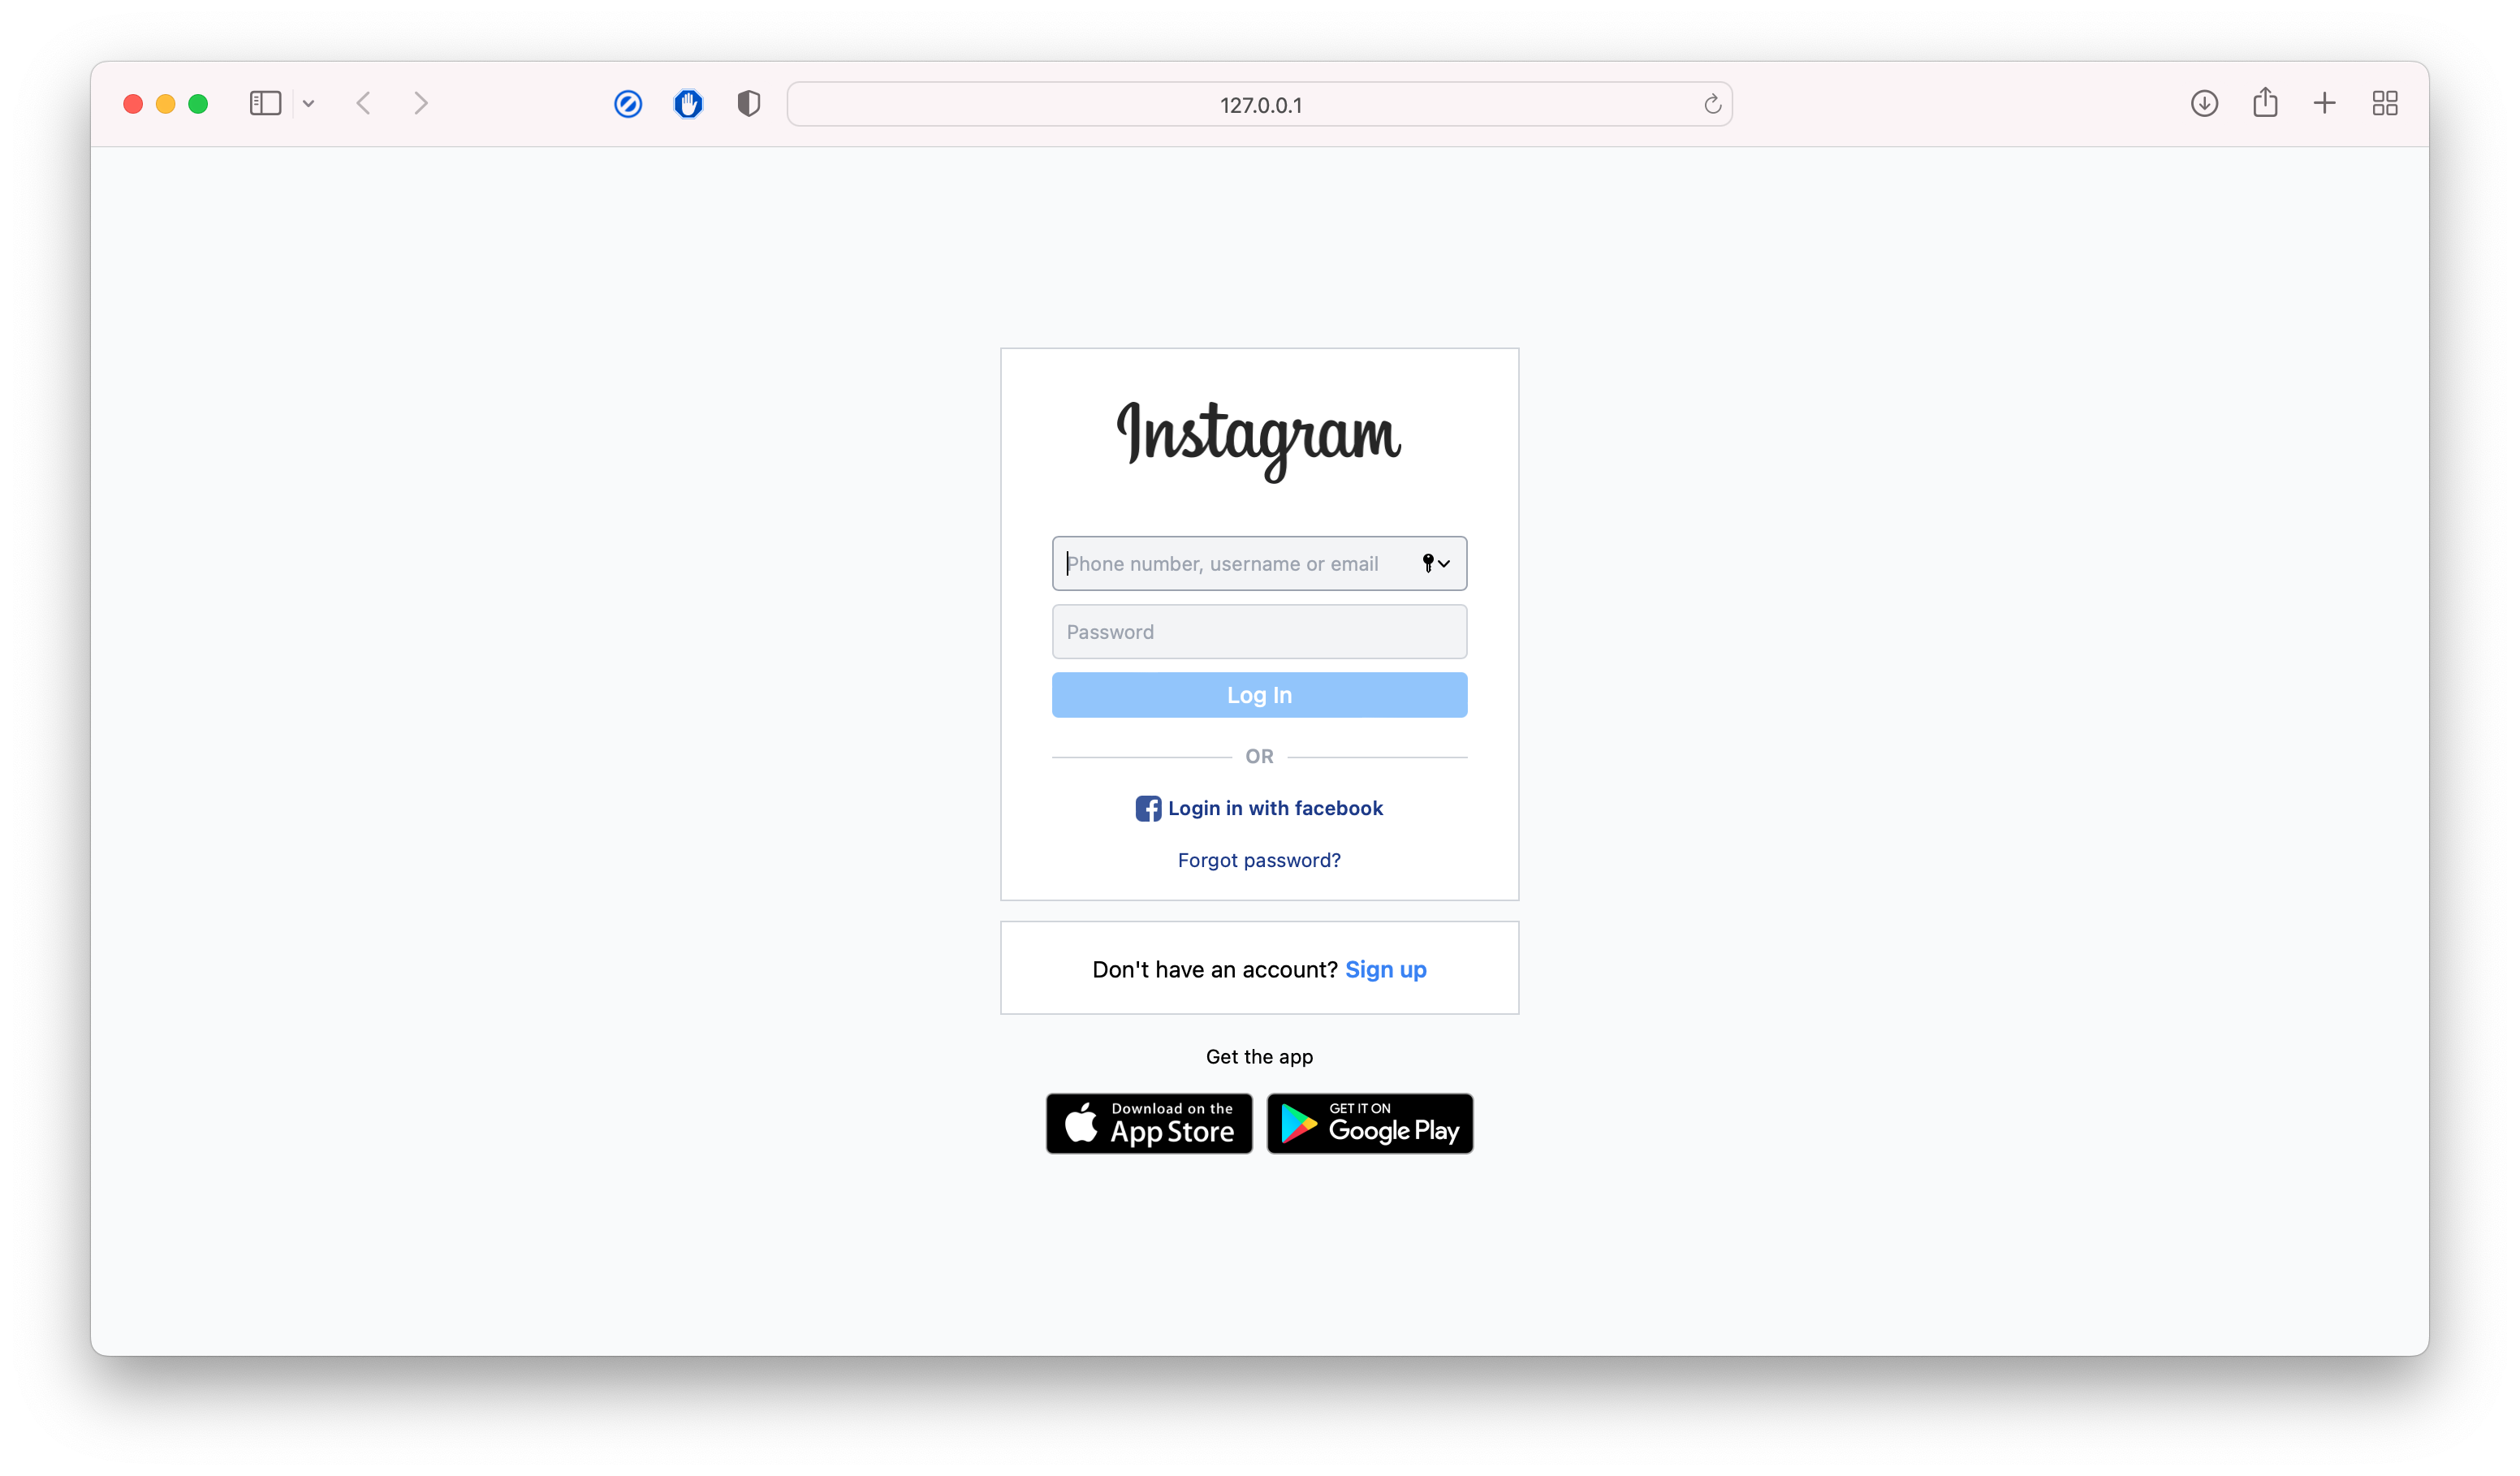 127.0.0.1
Instagram
Phone number, username or email
Password
Log In
OR
Login in with facebook
Forgot password?
Don't have an account? Sign up
Get the app
Download on the
App Store
GET IT ON
Google Play